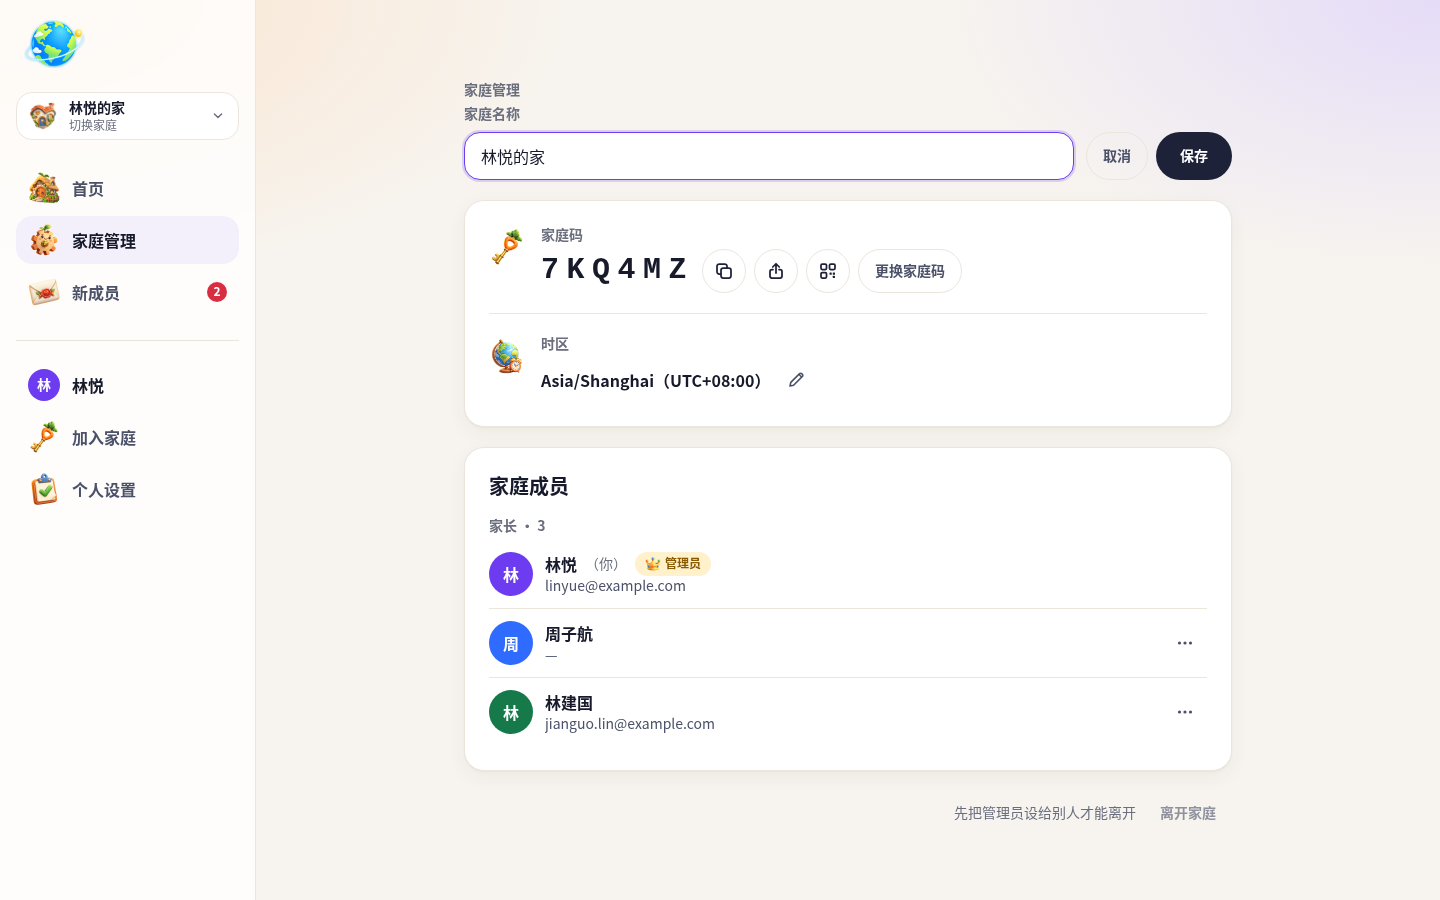 林悦的家
切换家庭
首页
家庭管理
新成员
2
林
林悦
加入家庭
个人设置
家庭管理
家庭名称
林悦的家
取消
保存
家庭码
7KQ4MZ
更换家庭码
时区
Asia/Shanghai（UTC+08:00）
家庭成员
家长 · 3
林
林悦 （你） 管理员
linyue@example.com
周
周子航
—
林
林建国
jianguo.lin@example.com
先把管理员设给别人才能离开 离开家庭